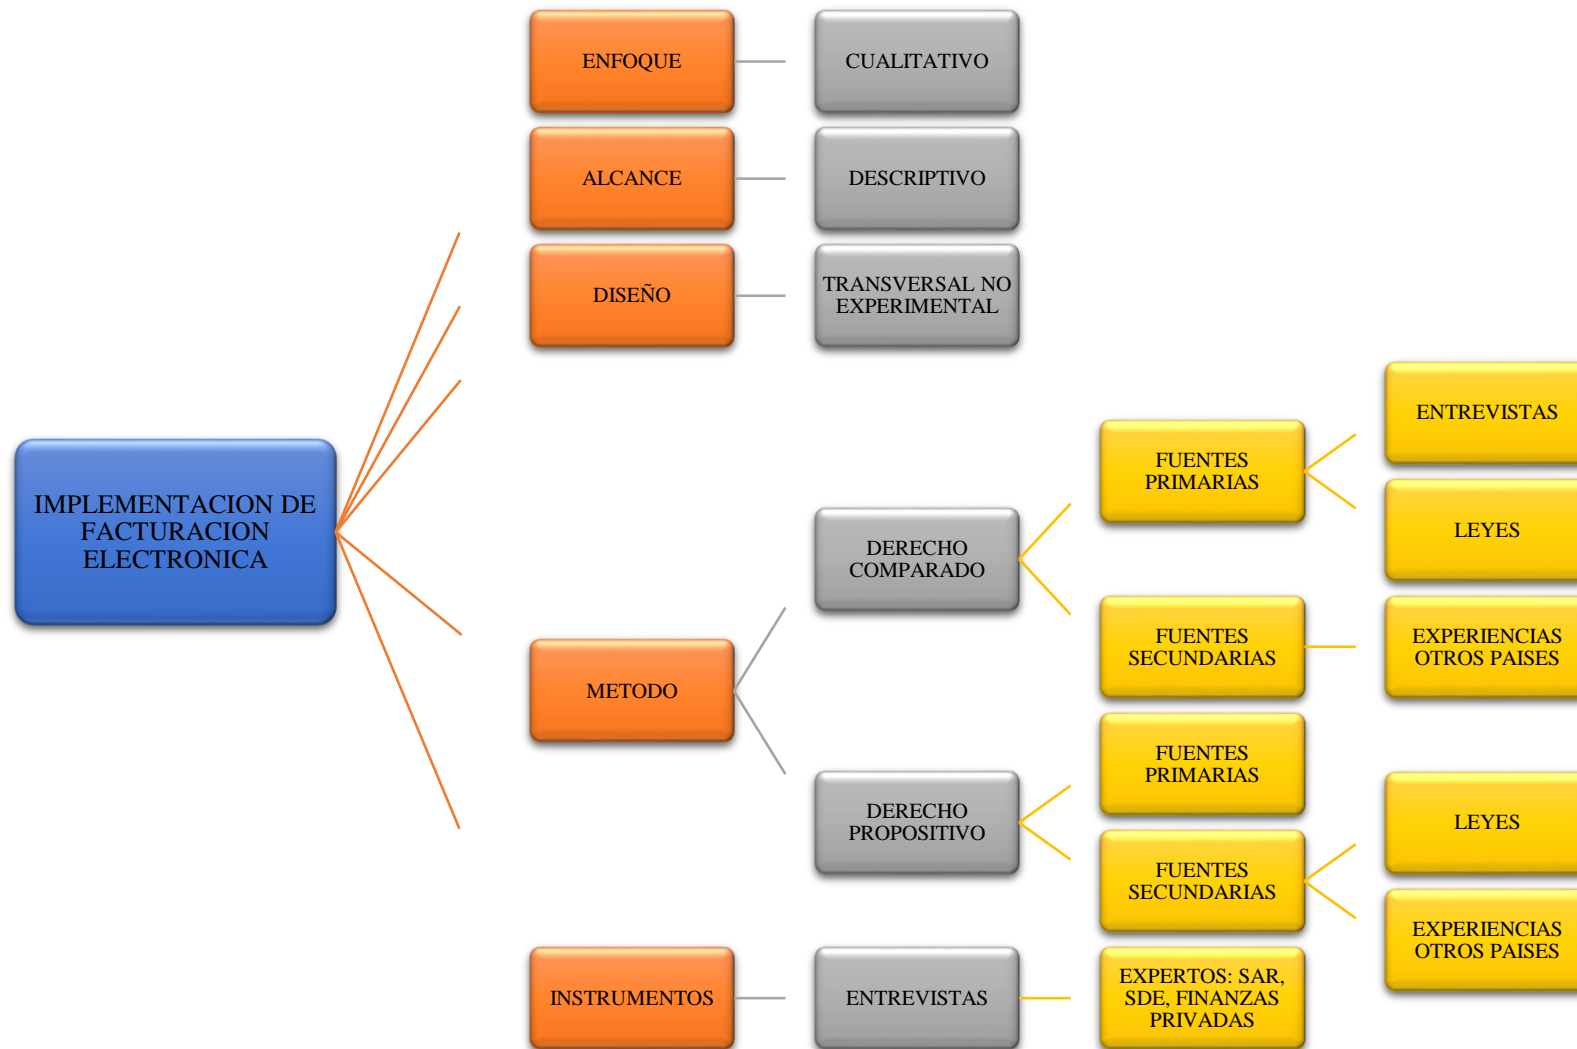 ENFOQUE
CUALITATIVO
ALCANCE
DESCRIPTIVO
DISEÑO
TRANSVERSAL NO
EXPERIMENTAL
IMPLEMENTACION DE
FACTURACION
ELECTRONICA
METODO
DERECHO
COMPARADO
FUENTES
PRIMARIAS
ENTREVISTAS
LEYES
FUENTES
SECUNDARIAS
EXPERIENCIAS
OTROS PAISES
DERECHO
PROPOSITIVO
FUENTES
PRIMARIAS
FUENTES
SECUNDARIAS
LEYES
EXPERIENCIAS
OTROS PAISES
INSTRUMENTOS
ENTREVISTAS
EXPERTOS: SAR,
SDE, FINANZAS
PRIVADAS